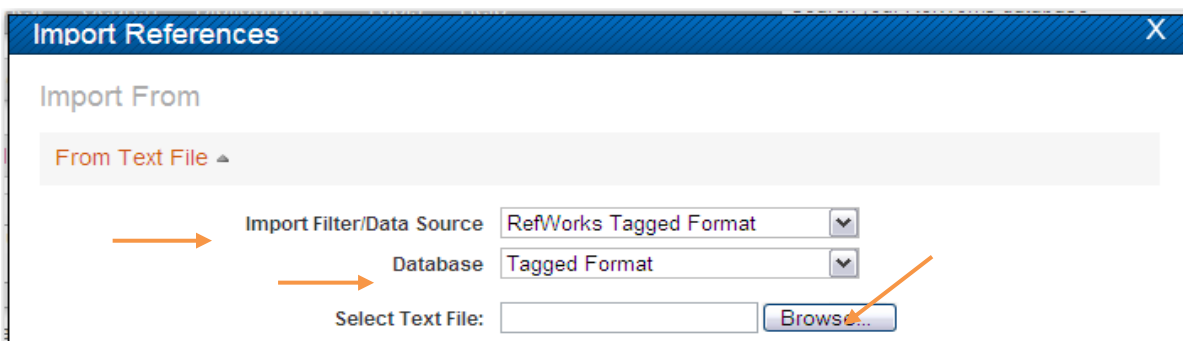 Import References X
Import From
From Text File
Import Filter/Data Source RefWorks Tagged Format
Database Tagged Format
Select Text File: Browse...